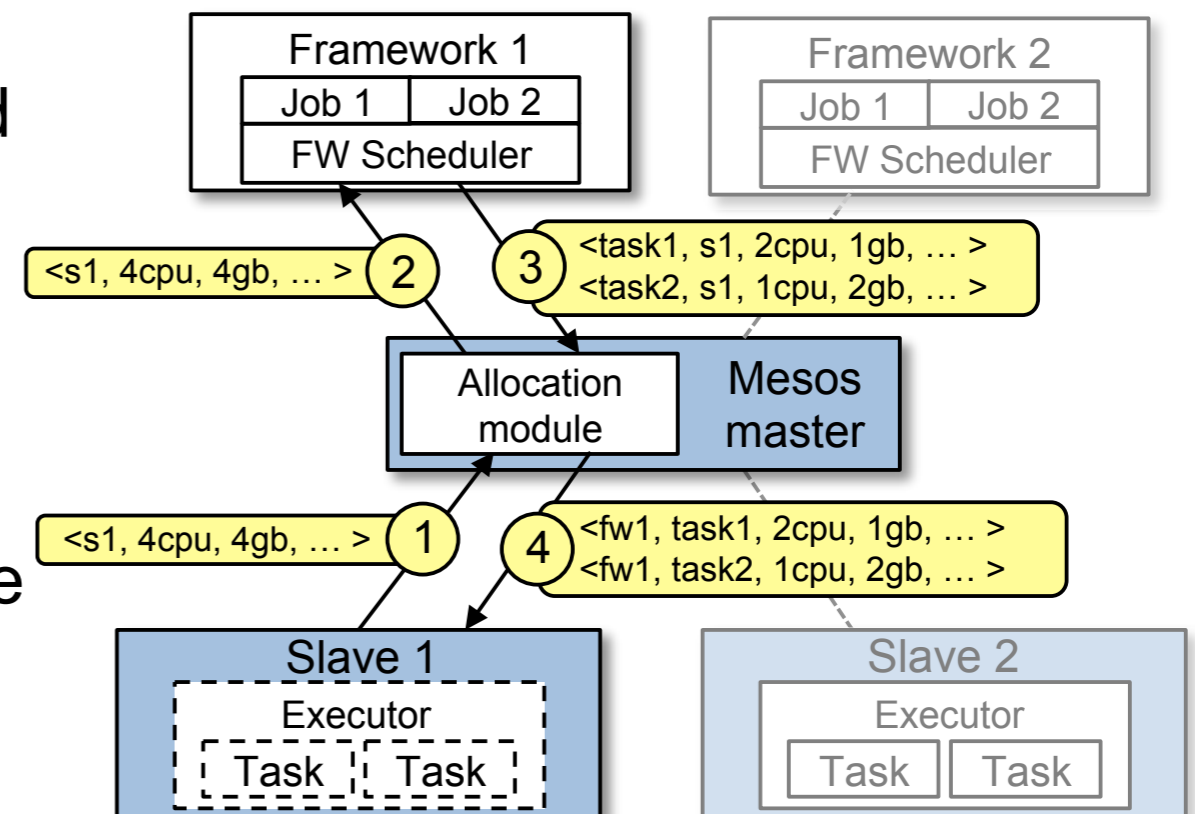 Framework 1
Job 1 Job 2
FW Scheduler
Framework 2
Job 1 Job 2
FW Scheduler
d
<s1, 4cpu, 4gb, … >
2
3
<task1, s1, 2cpu, 1gb, … >
<task2, s1, 1cpu, 2gb, … >
Allocation
module
Mesos
master
<s1, 4cpu, 4gb, … >
1
4
<fw1, task1, 2cpu, 1gb, … >
<fw1, task2, 1cpu, 2gb, … >
e
Slave 1
Executor
Task Task
Slave 2
Executor
Task Task